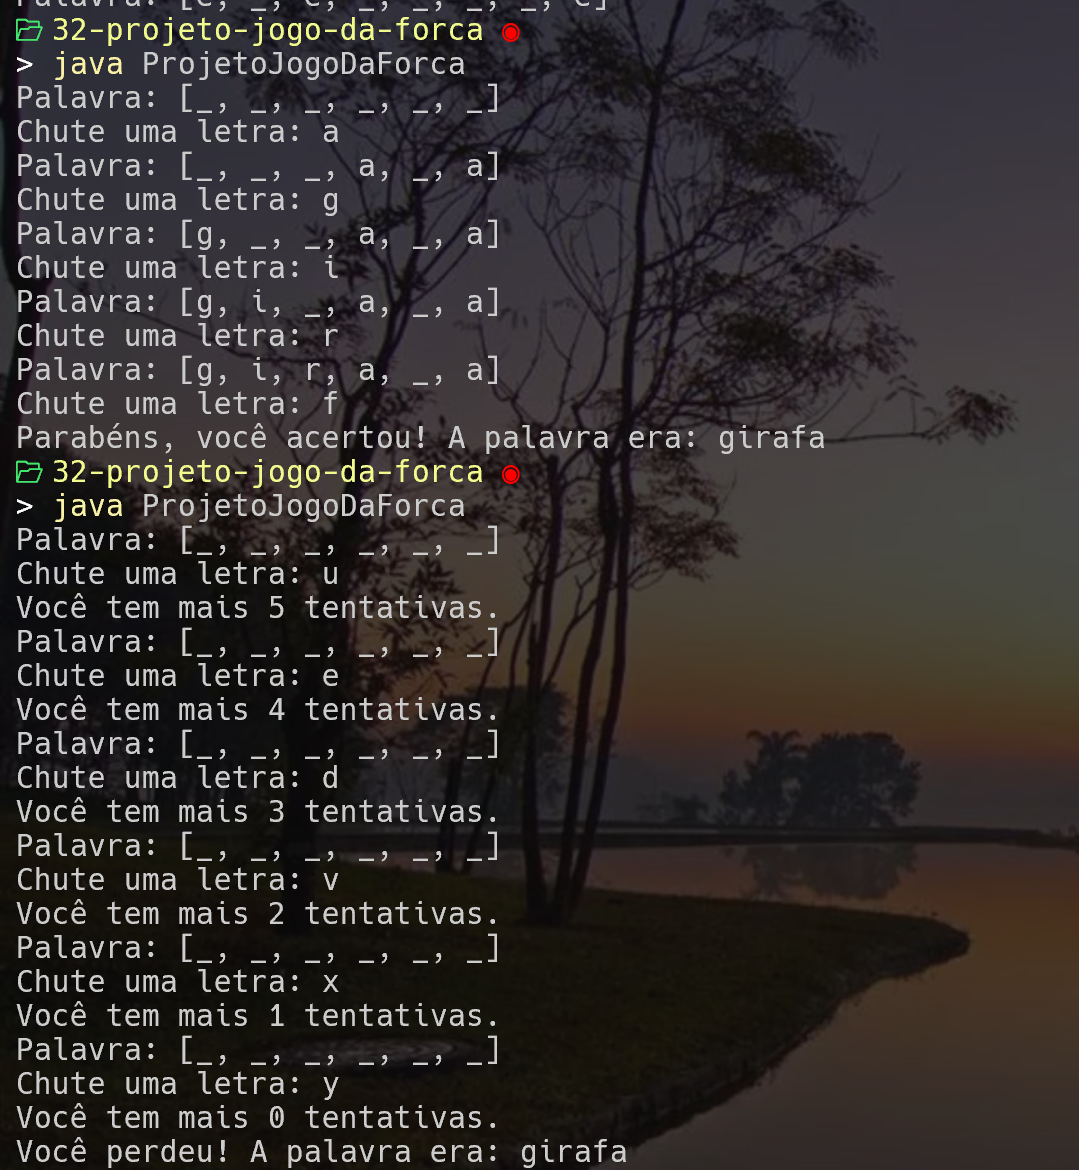 32-projeto-jogo-da-forca
> java ProjetoJogoDaForca
Palavra: [_, _, _, _, _, _]
Chute uma letra: a
Palavra: [_, _, _, a, _, a]
Chute uma letra: g
Palavra: [g, _, _, a, _, a]
Chute uma letra: i
Palavra: [g, i, _, a, _, a]
Chute uma letra: r
Palavra: [g, i, r, a, _, a]
Chute uma letra: f
Parabéns, você acertou! A palavra era: girafa
32-projeto-jogo-da-forca
> java ProjetoJogoDaForca
Palavra: [_, _, _, _, _, _]
Chute uma letra: u
Você tem mais 5 tentativas.
Palavra: [_, _, _, _, _, _]
Chute uma letra: e
Você tem mais 4 tentativas.
Palavra: [_, _, _, _, _, _]
Chute uma letra: d
Você tem mais 3 tentativas.
Palavra: [_, _, _, _, _, _]
Chute uma letra: v
Você tem mais 2 tentativas.
Palavra: [_, _, _, _, _, _]
Chute uma letra: x
Você tem mais 1 tentativas.
Palavra: [_, _, _, _, _, _]
Chute uma letra: y
Você tem mais 0 tentativas.
Você perdeu! A palavra era: girafa